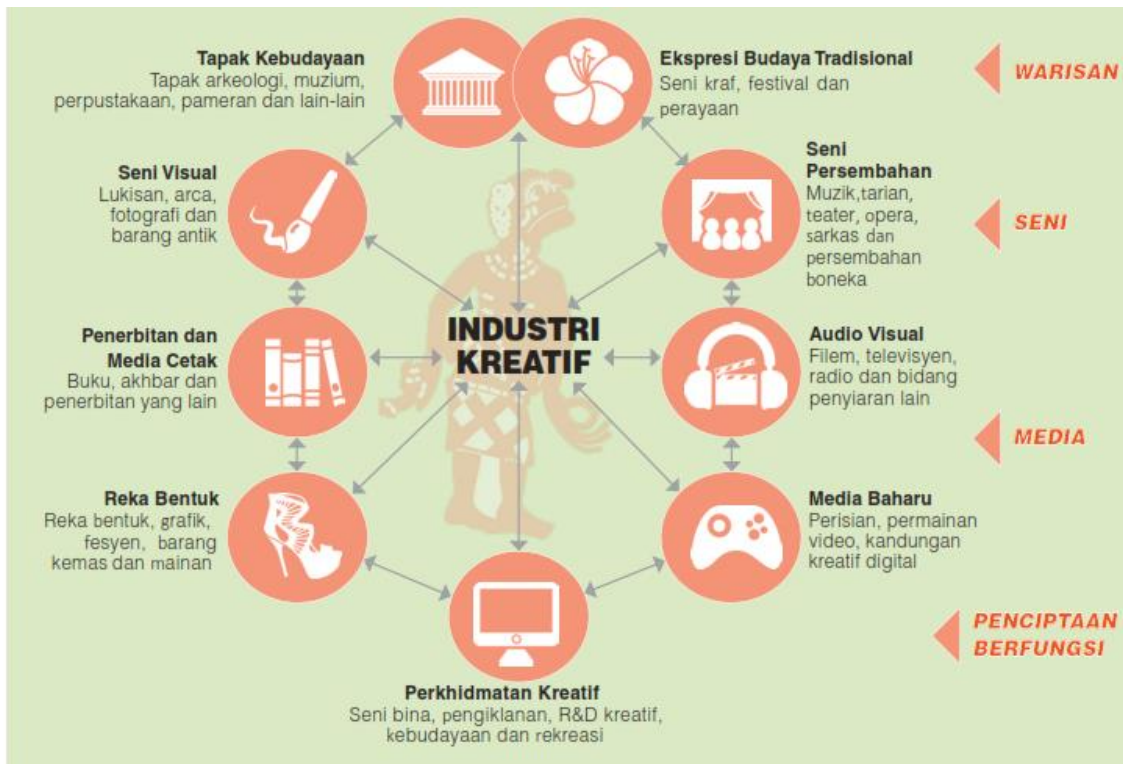 Tapak Kebudayaan
Tapak arkeologi, muzium,
perpustakaan, pameran dan lain-lain
Ekspresi Budaya Tradisional
Seni kraf, festival dan
perayaan
WARISAN
Seni Visual
Lukisan, arca,
fotografi dan
barang antik
Seni
Persembahan
Muzik,tarian,
teater, opera,
sarkas dan
persembahan
boneka
SENI
INDUSTRI
KREATIF
Penerbitan dan
Media Cetak
Buku, akhbar dan
penerbitan yang lain
Audio Visual
Filem, televisyen,
radio dan bidang
penyiaran lain
MEDIA
Reka Bentuk
Reka bentuk, grafik,
fesyen, barang
kemas dan mainan
Media Baharu
Perisian, permainan
video, kandungan
kreatif digital
PENCIPTAAN
BERFUNGSI
Perkhidmatan Kreatif
Seni bina, pengiklanan, R&D kreatif,
kebudayaan dan rekreasi